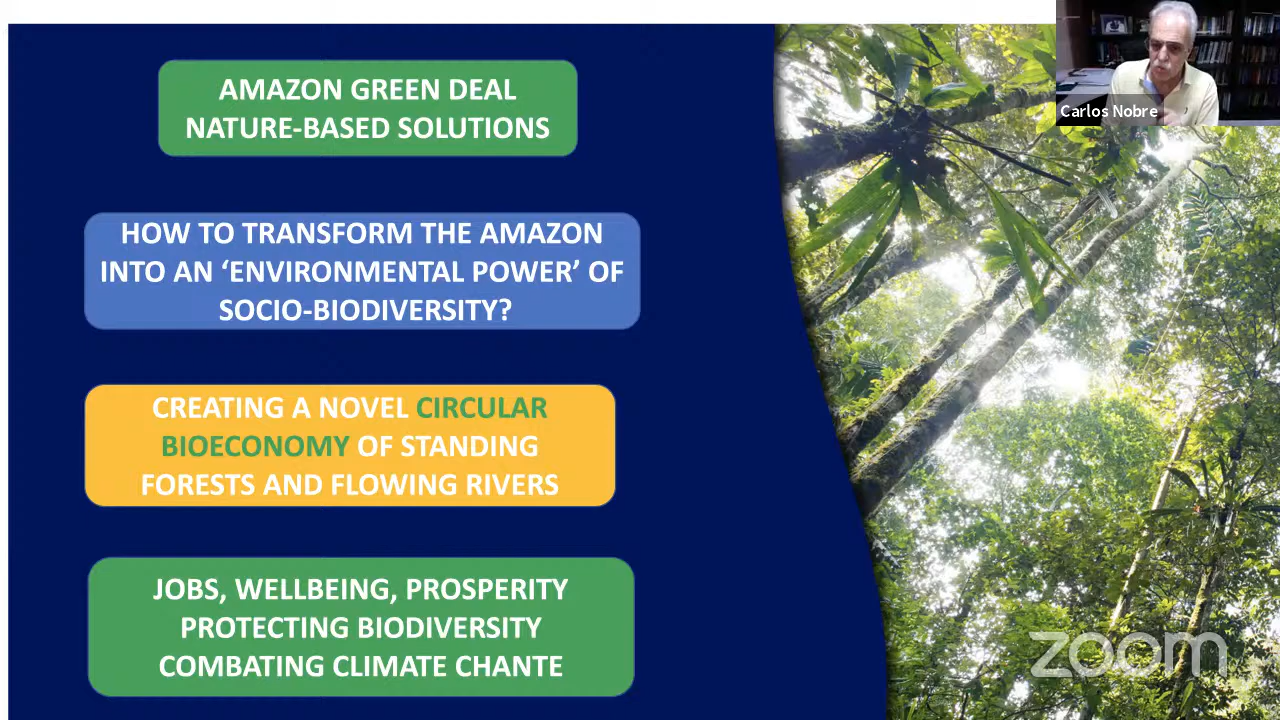 AMAZON GREEN DEAL
NATURE-BASED SOLUTIONS
HOW TO TRANSFORM THE AMAZON
INTO AN ‘ENVIRONMENTAL POWER’ OF
SOCIO-BIODIVERSITY?
CREATING A NOVEL CIRCULAR
BIOECONOMY OF STANDING
FORESTS AND FLOWING RIVERS
JOBS, WELLBEING, PROSPERITY
PROTECTING BIODIVERSITY
COMBATING CLIMATE CHANTE
Carlos Nobre
zoom